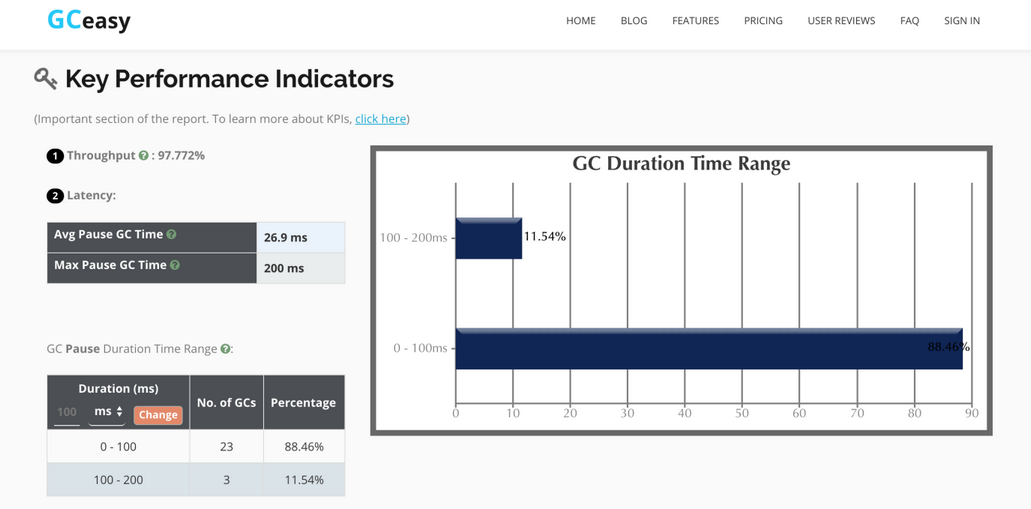 GCeasy
HOME BLOG FEATURES PRICING USER REVIEWS FAQ SIGN IN
Key Performance Indicators
(Important section of the report. To learn more about KPIs, click here)
1 Throughput ? : 97.772%
2 Latency:
Avg Pause GC Time ? 26.9 ms
Max Pause GC Time ? 200 ms
GC Pause Duration Time Range ?:
Duration (ms) No. of GCs Percentage
100 ms Change
0 - 100 23 88.46%
100 - 200 3 11.54%
GC Duration Time Range
100 - 200ms 11.54%
0 - 100ms 88.46%
0 10 20 30 40 50 60 70 80 90